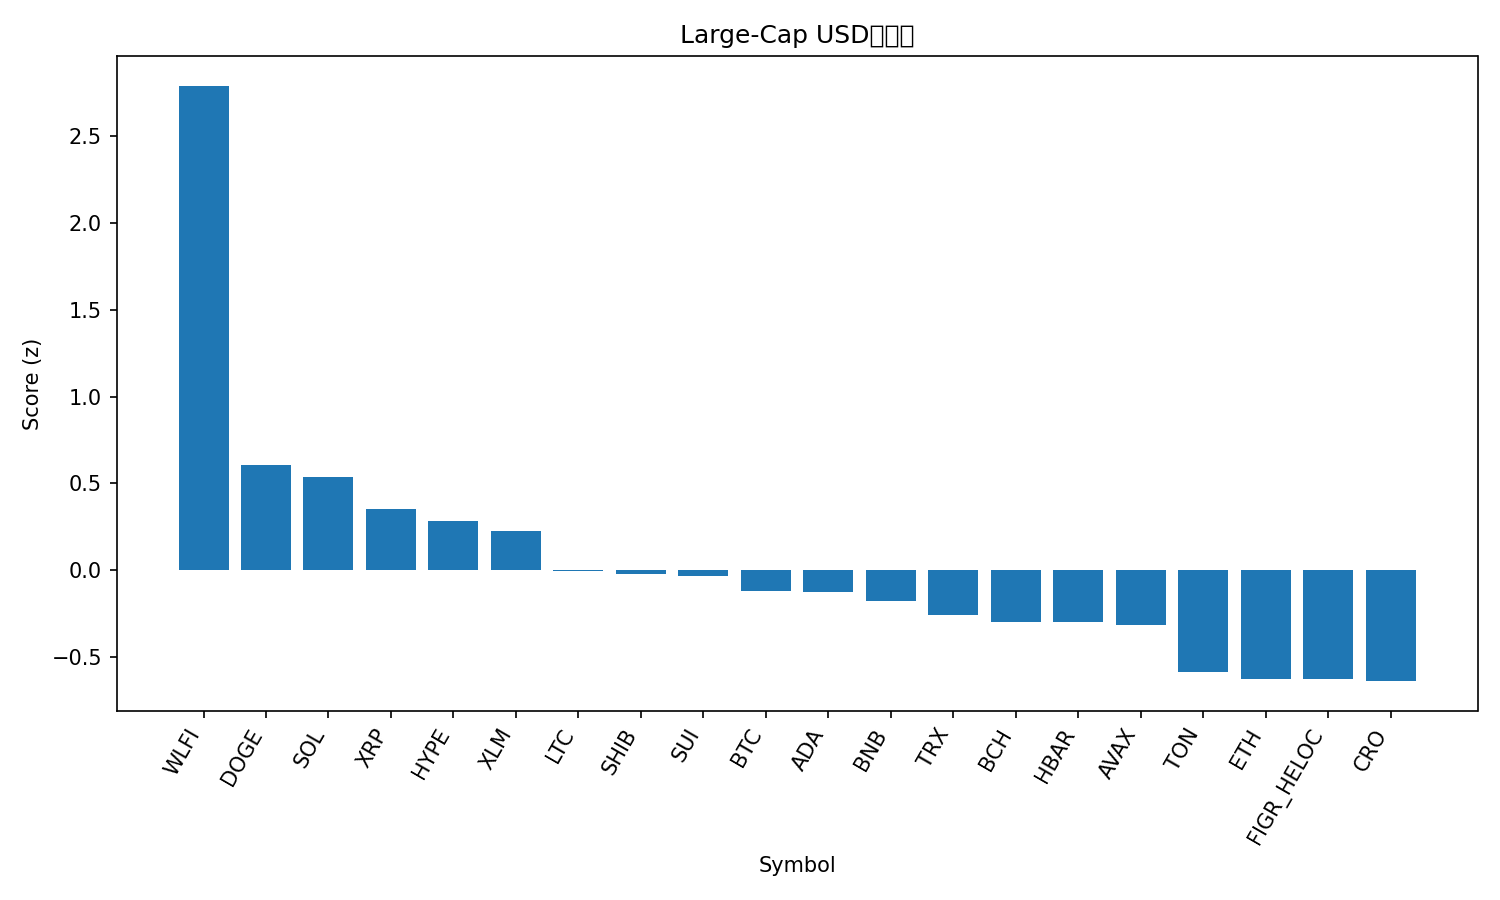 Large-Cap USD
Score (z)
2.5
2.0
1.5
1.0
0.5
0.0
−0.5
WLFI
DOGE
SOL
XRP
HYPE
XLM
LTC
SHIB
SUI
BTC
ADA
BNB
TRX
BCH
HBAR
AVAX
TON
ETH
FIGR_HELOC
CRO
Symbol